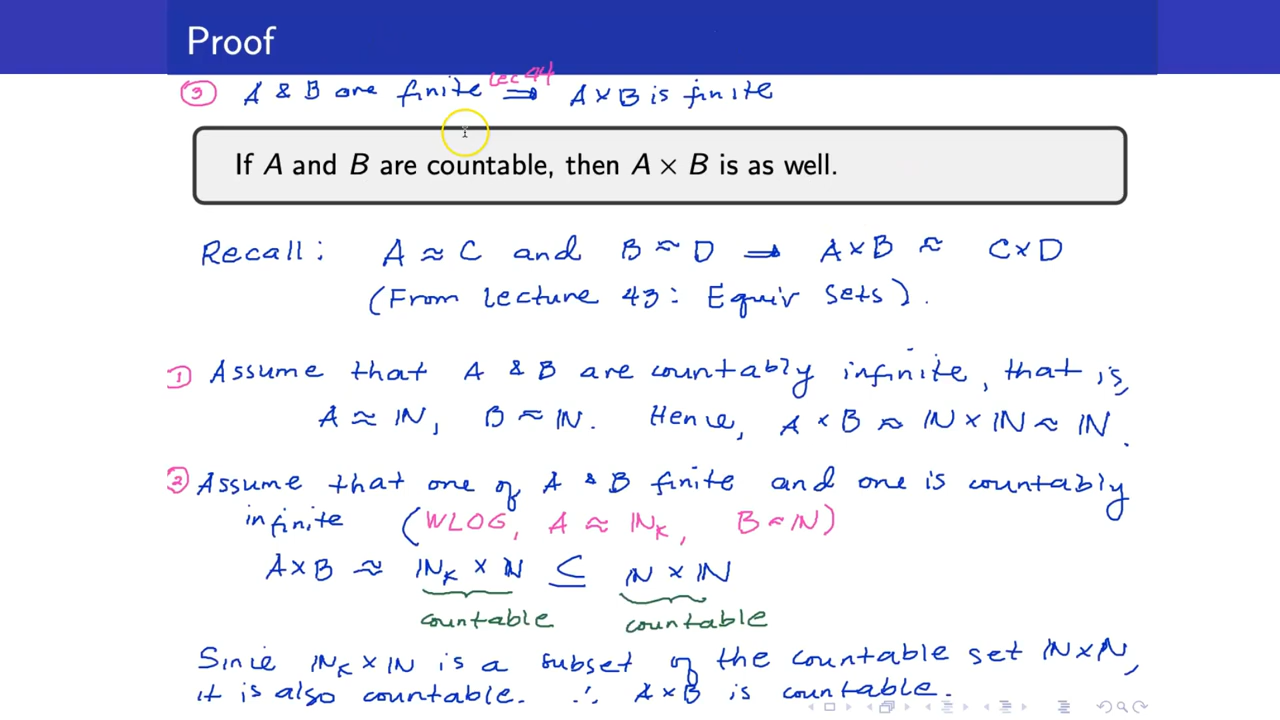 Proof
③ A & B are finite Lec 44 ⟹ A×B is finite
If A and B are countable, then A × B is as well.
Recall: A ≈ C and B ≈ D ⟹ A×B ≈ C×D
(From Lecture 43: Equiv Sets).
① Assume that A & B are countably infinite, that is,
A ≈ ℕ, B ≈ ℕ. Hence, A × B ≈ ℕ × ℕ ≈ ℕ.
② Assume that one of A & B finite and one is countably
infinite (WLOG, A ≈ ℕₖ, B ≈ ℕ)
A×B ≈ ℕₖ × ℕ ⊆ ℕ × ℕ
countable countable
Since ℕₖ × ℕ is a subset of the countable set ℕ×ℕ,
it is also countable. ∴ A×B is countable.